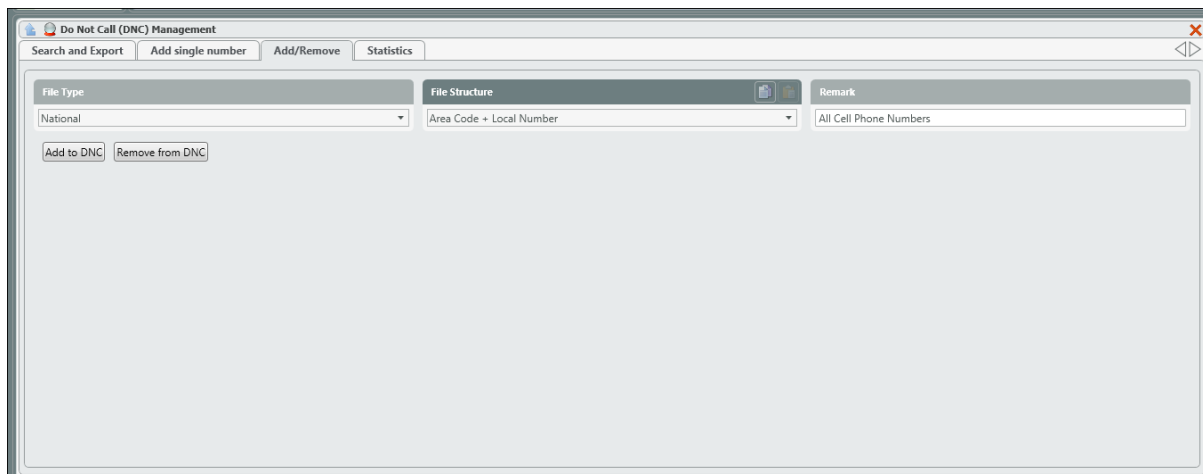 Do Not Call (DNC) Management
Search and Export Add single number Add/Remove Statistics
File Type File Structure Remark
National Area Code + Local Number All Cell Phone Numbers
Add to DNC Remove from DNC